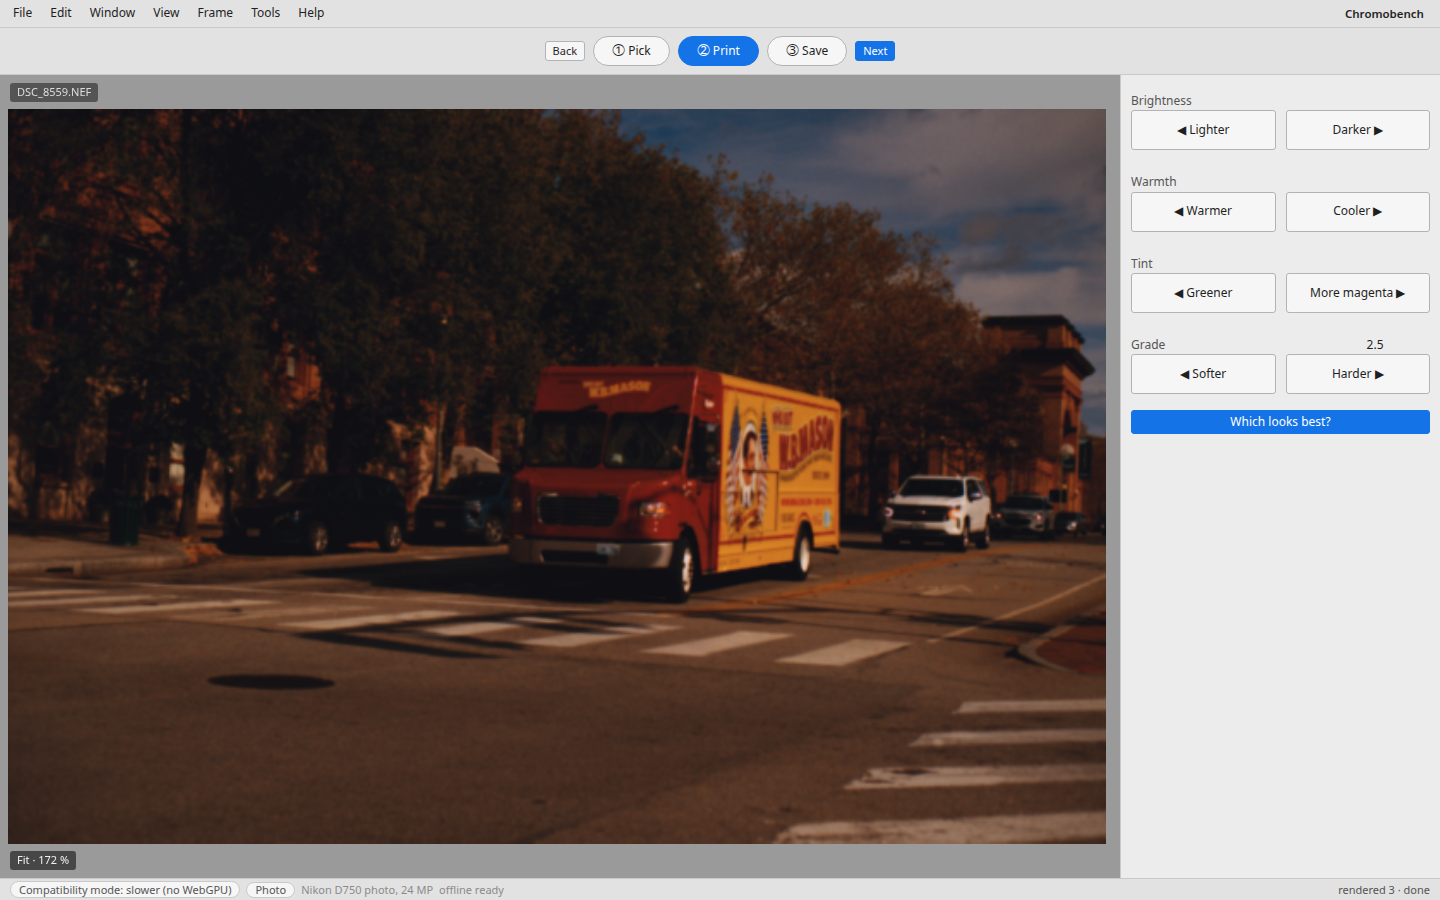 File Edit Window View Frame Tools Help
Chromobench
Back ① Pick ② Print ③ Save Next
DSC_8559.NEF
Brightness
◀ Lighter Darker ▶
Warmth
◀ Warmer Cooler ▶
Tint
◀ Greener More magenta ▶
Grade 2.5
◀ Softer Harder ▶
Which looks best?
W.B.MASON
W.B.MASON
Fit · 172 %
Compatibility mode: slower (no WebGPU) Photo Nikon D750 photo, 24 MP offline ready
rendered 3 · done